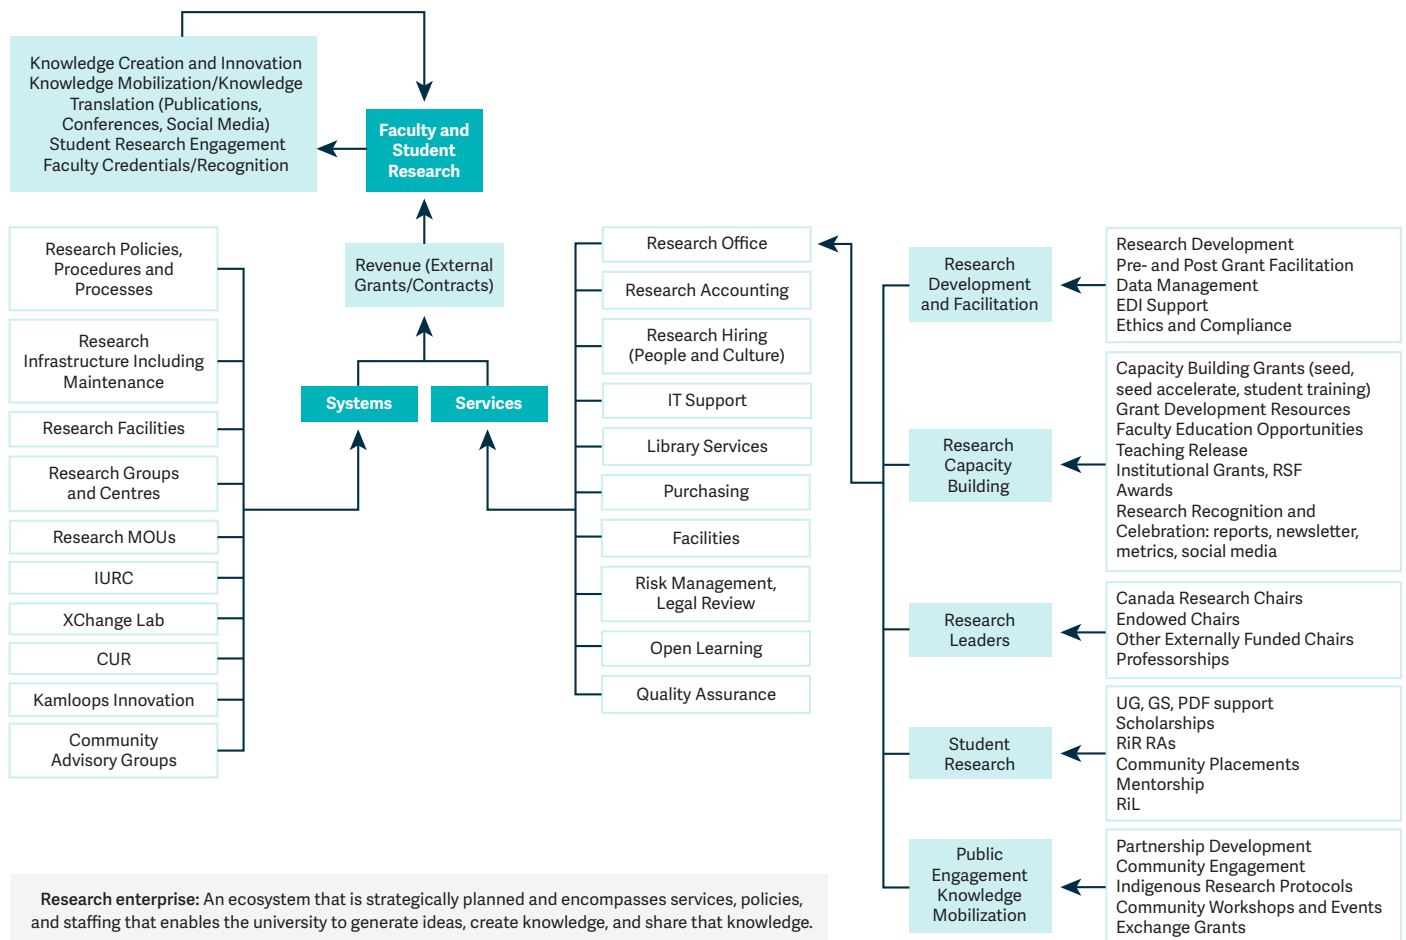 Knowledge Creation and Innovation
Knowledge Mobilization/Knowledge
Translation (Publications,
Conferences, Social Media)
Student Research Engagement
Faculty Credentials/Recognition
Faculty and
Student
Research
Revenue (External
Grants/Contracts)
Systems
Services
Research Policies,
Procedures and
Processes
Research
Infrastructure Including
Maintenance
Research Facilities
Research Groups
and Centres
Research MOUs
IURC
XChange Lab
CUR
Kamloops Innovation
Community
Advisory Groups
Research Office
Research Accounting
Research Hiring
(People and Culture)
IT Support
Library Services
Purchasing
Facilities
Risk Management,
Legal Review
Open Learning
Quality Assurance
Research
Development
and Facilitation
Research Development
Pre- and Post Grant Facilitation
Data Management
EDI Support
Ethics and Compliance
Research
Capacity
Building
Capacity Building Grants (seed,
seed accelerate, student training)
Grant Development Resources
Faculty Education Opportunities
Teaching Release
Institutional Grants, RSF
Awards
Research Recognition and
Celebration: reports, newsletter,
metrics, social media
Research
Leaders
Canada Research Chairs
Endowed Chairs
Other Externally Funded Chairs
Professorships
Student
Research
UG, GS, PDF support
Scholarships
RiR RAs
Community Placements
Mentorship
RiL
Public
Engagement
Knowledge
Mobilization
Partnership Development
Community Engagement
Indigenous Research Protocols
Community Workshops and Events
Exchange Grants
Research enterprise: An ecosystem that is strategically planned and encompasses services, policies,
and staffing that enables the university to generate ideas, create knowledge, and share that knowledge.